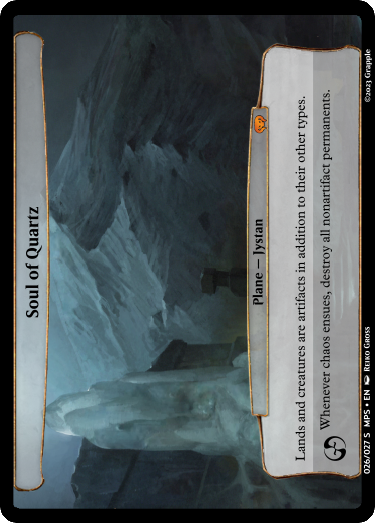 Soul of Quartz
Plane — Jystan
Lands and creatures are artifacts in addition to their other types.
Whenever chaos ensues, destroy all nonartifact permanents.
026/027 S MPS • EN Reiko Gross
©2023 Grapple